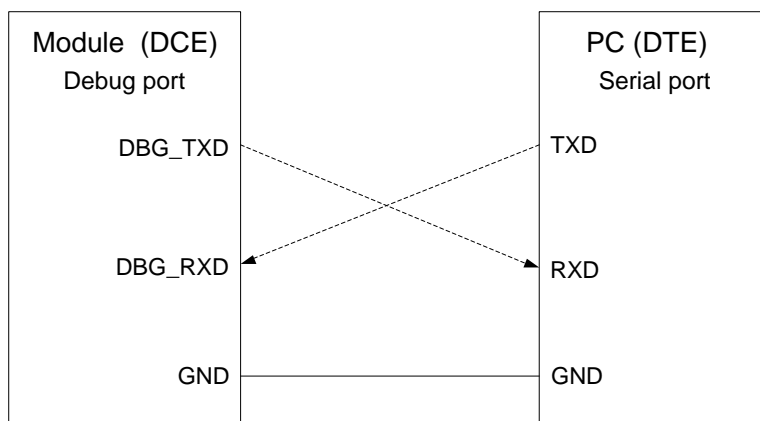 Module  (DCE)
Debug port
DBG_TXD
DBG_RXD
GND
PC (DTE)
Serial port
TXD
RXD
GND